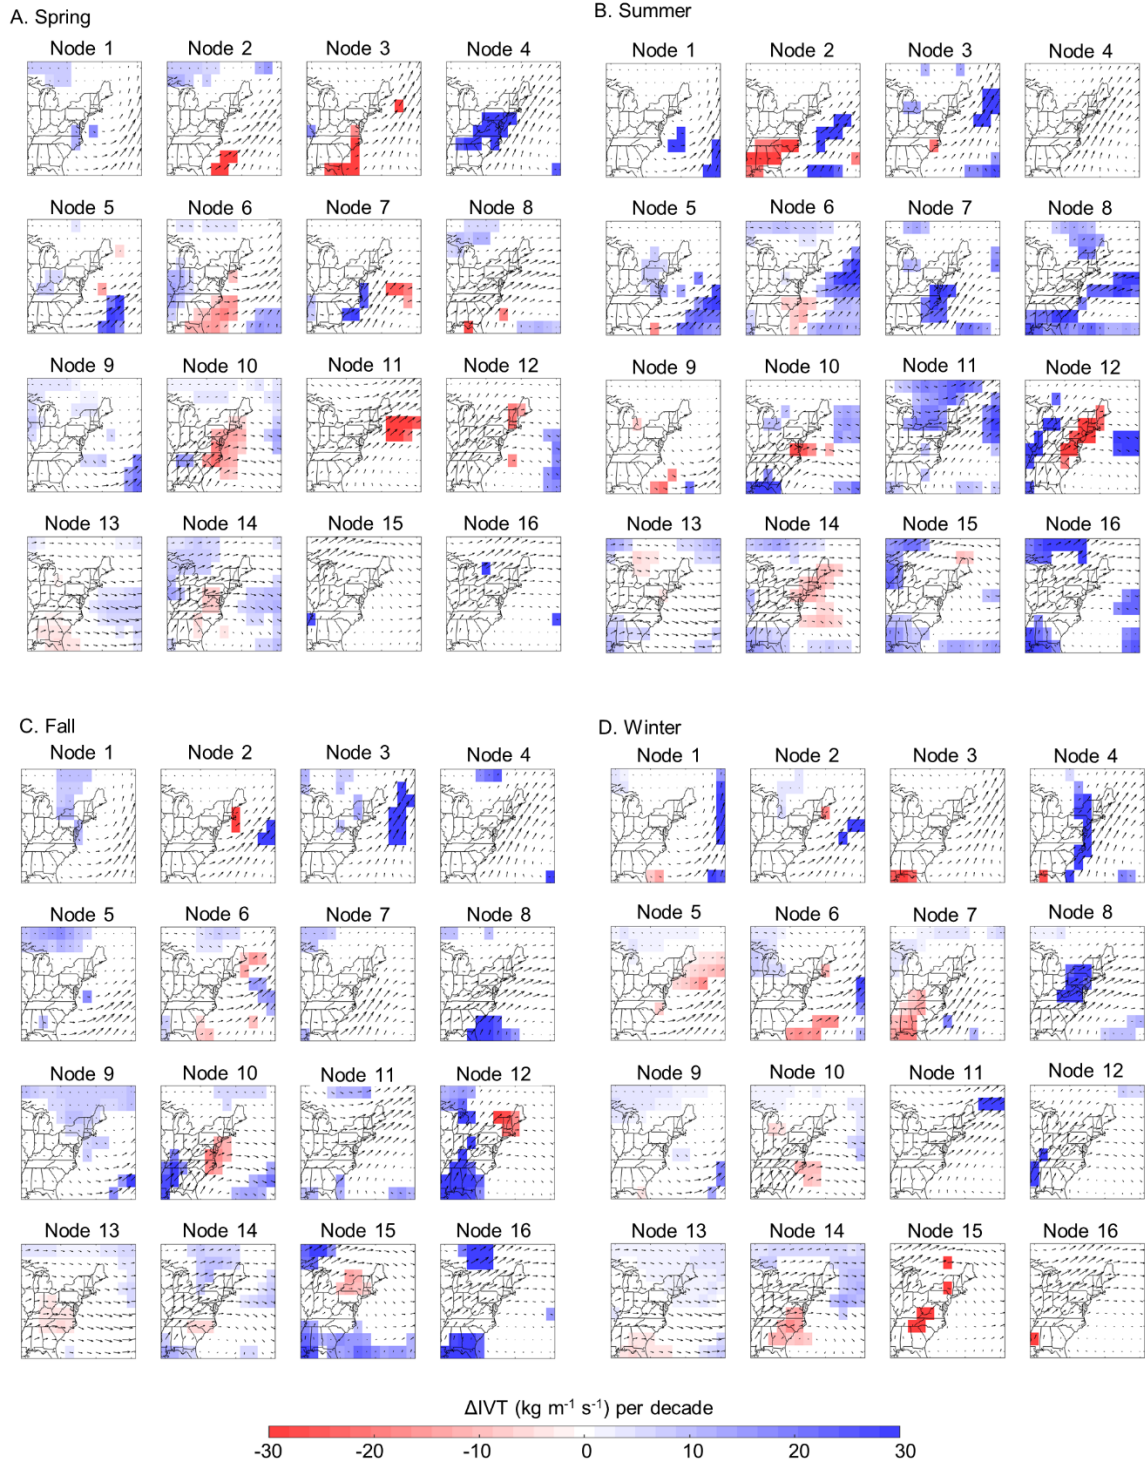 A. Spring
Node 1 Node 2 Node 3 Node 4
Node 5 Node 6 Node 7 Node 8
Node 9 Node 10 Node 11 Node 12
Node 13 Node 14 Node 15 Node 16
B. Summer
Node 1 Node 2 Node 3 Node 4
Node 5 Node 6 Node 7 Node 8
Node 9 Node 10 Node 11 Node 12
Node 13 Node 14 Node 15 Node 16
C. Fall
Node 1 Node 2 Node 3 Node 4
Node 5 Node 6 Node 7 Node 8
Node 9 Node 10 Node 11 Node 12
Node 13 Node 14 Node 15 Node 16
D. Winter
Node 1 Node 2 Node 3 Node 4
Node 5 Node 6 Node 7 Node 8
Node 9 Node 10 Node 11 Node 12
Node 13 Node 14 Node 15 Node 16
ΔIVT (kg m⁻¹ s⁻¹) per decade
-30 -20 -10 0 10 20 30